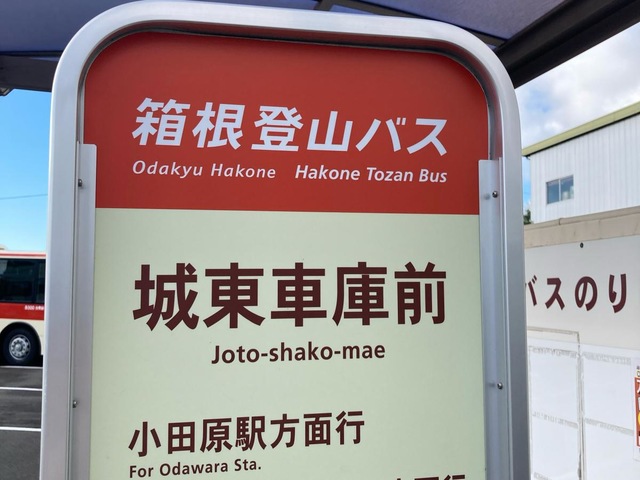 箱根登山バス
Odakyu Hakone Hakone Tozan Bus
城東車庫前
Joto-shako-mae
小田原駅方面行
For Odawara Sta.
バスのり